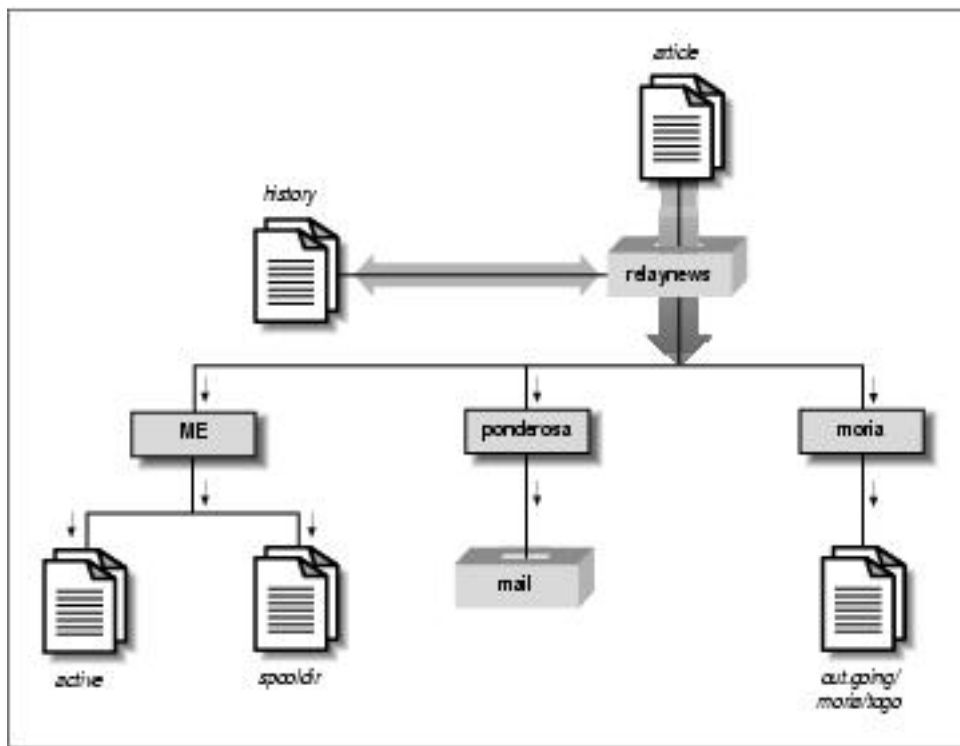 article
history
relaynews
ME
ponderosa
moria
mail
active
spooldir
out.going/
moria/togo